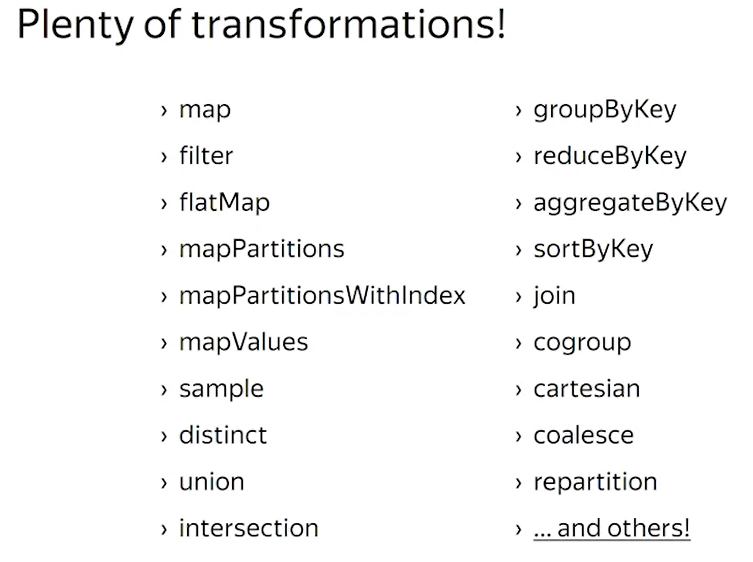 Plenty of transformations!
› map
› filter
› flatMap
› mapPartitions
› mapPartitionsWithIndex
› mapValues
› sample
› distinct
› union
› intersection
› groupByKey
› reduceByKey
› aggregateByKey
› sortByKey
› join
› cogroup
› cartesian
› coalesce
› repartition
› ... and others!